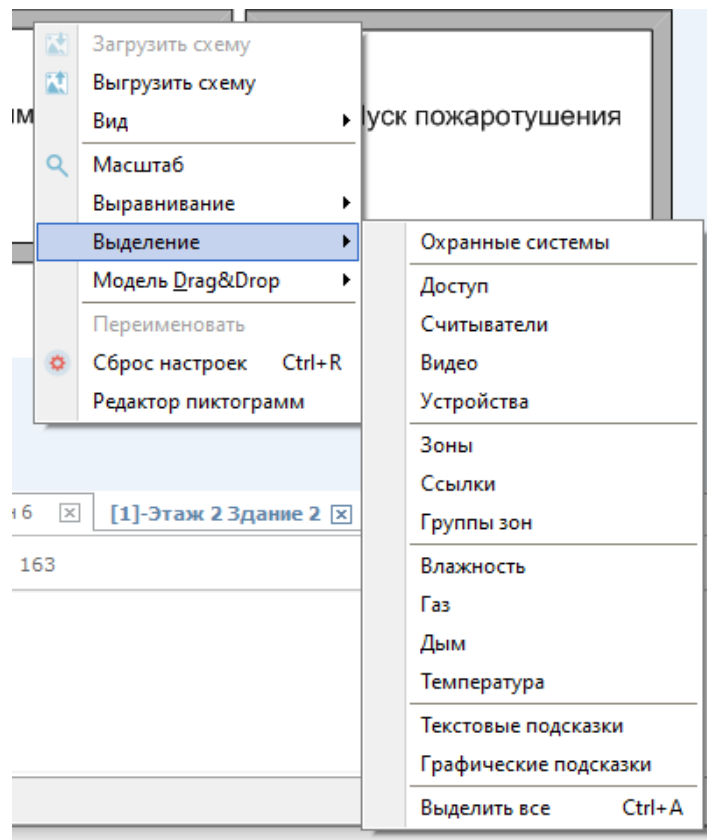 Загрузить схему
Выгрузить схему
Вид
пожаротушения
Масштаб
Выравнивание
Выделение
Модель Drag&Drop
Переименовать
Сброс настроек Ctrl+R
Редактор пиктограмм
Охранные системы
Доступ
Считыватели
Видео
Устройства
Зоны
Ссылки
Группы зон
Влажность
Газ
Дым
Температура
Текстовые подсказки
Графические подсказки
Выделить все Ctrl+A
6
[1]-Этаж 2 Здание 2
163